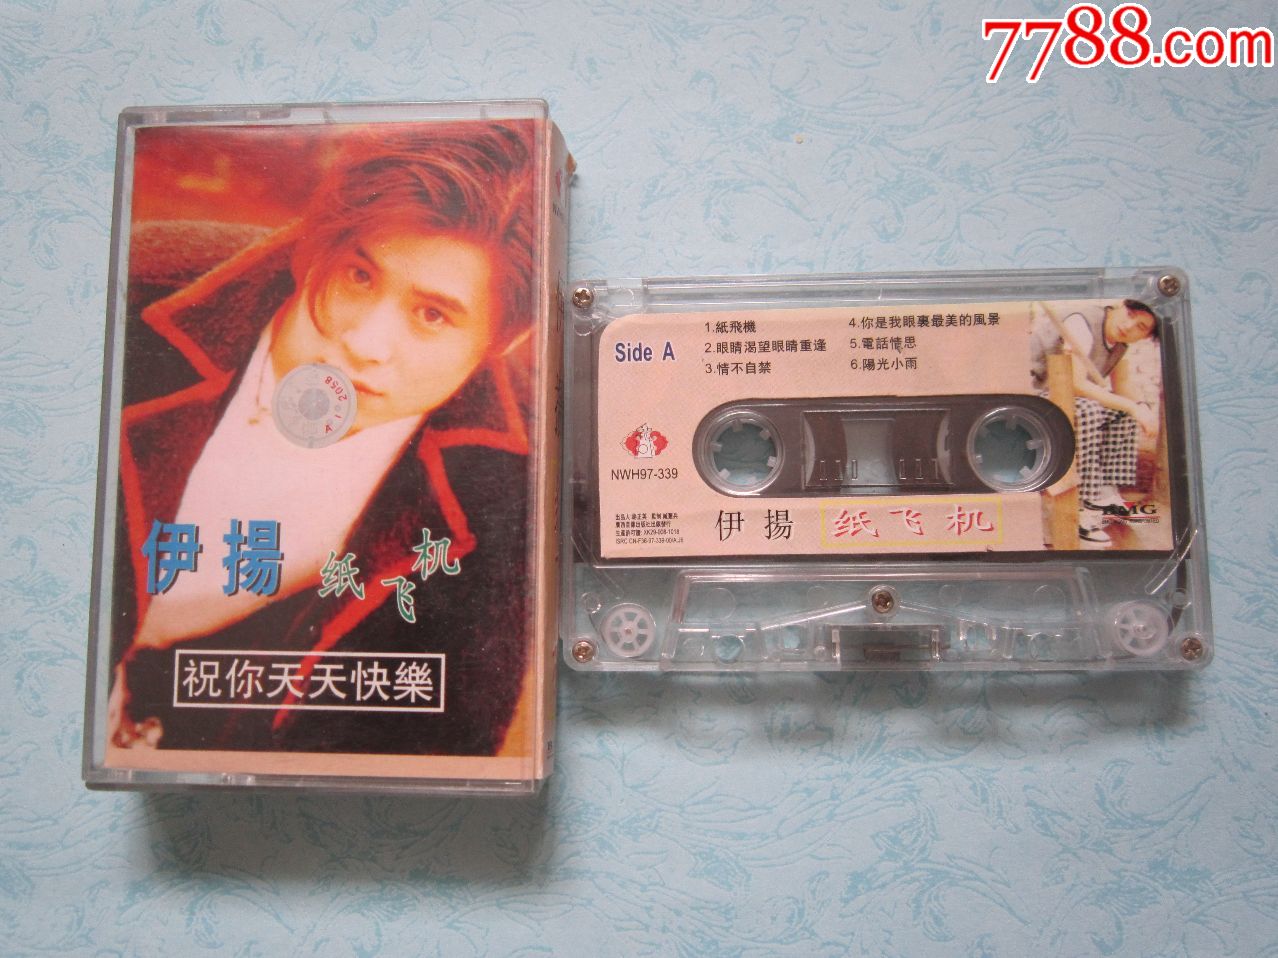 7788.com
2058
A
伊揚
纸飞机
祝你天天快樂
Side A
1.紙飛機
2.眼睛渴望眼睛重逢
3.情不自禁
4.你是我眼裏最美的風景
5.電話情思
6.陽光小雨
NWH97-339
伊揚 纸飞机